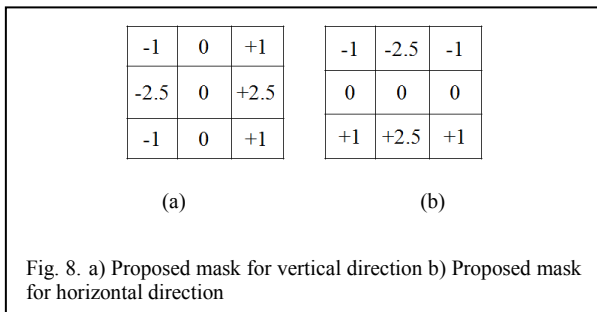 -1 0 +1 -1 -2.5 -1
-2.5 0 +2.5 0 0 0
-1 0 +1 +1 +2.5 +1
(a) (b)
Fig. 8. a) Proposed mask for vertical direction b) Proposed mask
for horizontal direction